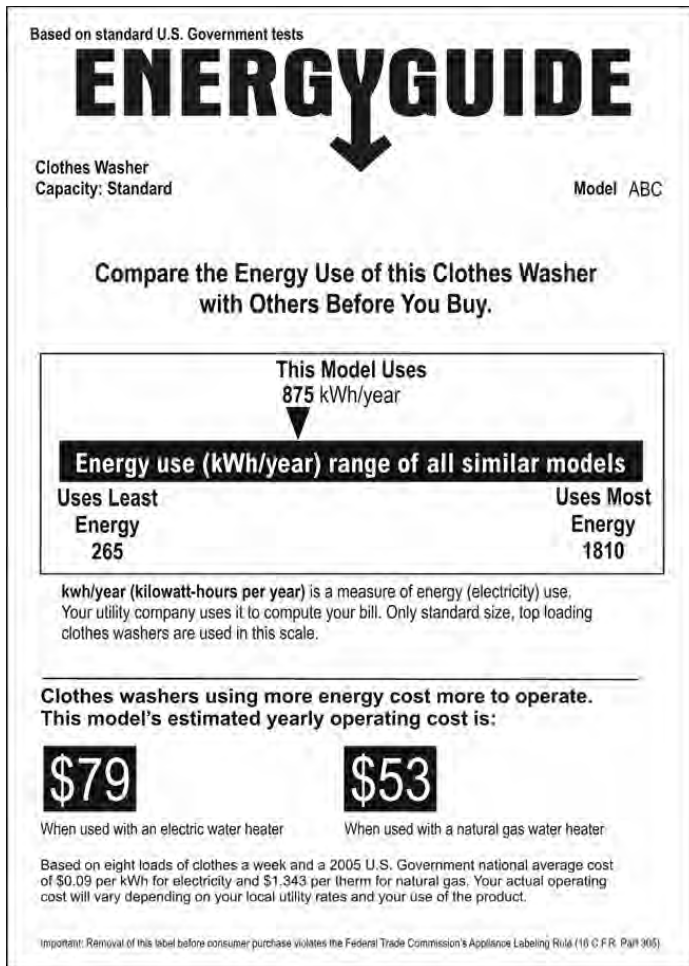 Based on standard U.S. Government tests
ENERGYGUIDE
Clothes Washer
Capacity: Standard
Model ABC
Compare the Energy Use of this Clothes Washer
with Others Before You Buy.
This Model Uses
875 kWh/year
Energy use (kWh/year) range of all similar models
Uses Least
Energy
265
Uses Most
Energy
1810
kwh/year (kilowatt-hours per year) is a measure of energy (electricity) use.
Your utility company uses it to compute your bill. Only standard size, top loading
clothes washers are used in this scale.
Clothes washers using more energy cost more to operate.
This model's estimated yearly operating cost is:
$79
When used with an electric water heater
$53
When used with a natural gas water heater
Based on eight loads of clothes a week and a 2005 U.S. Government national average cost
of $0.09 per kWh for electricity and $1.343 per therm for natural gas. Your actual operating
cost will vary depending on your local utility rates and your use of the product.
Important: Removal of this label before consumer purchase violates the Federal Trade Commission's Appliance Labeling Rule (16 C.F.R. Part 305)